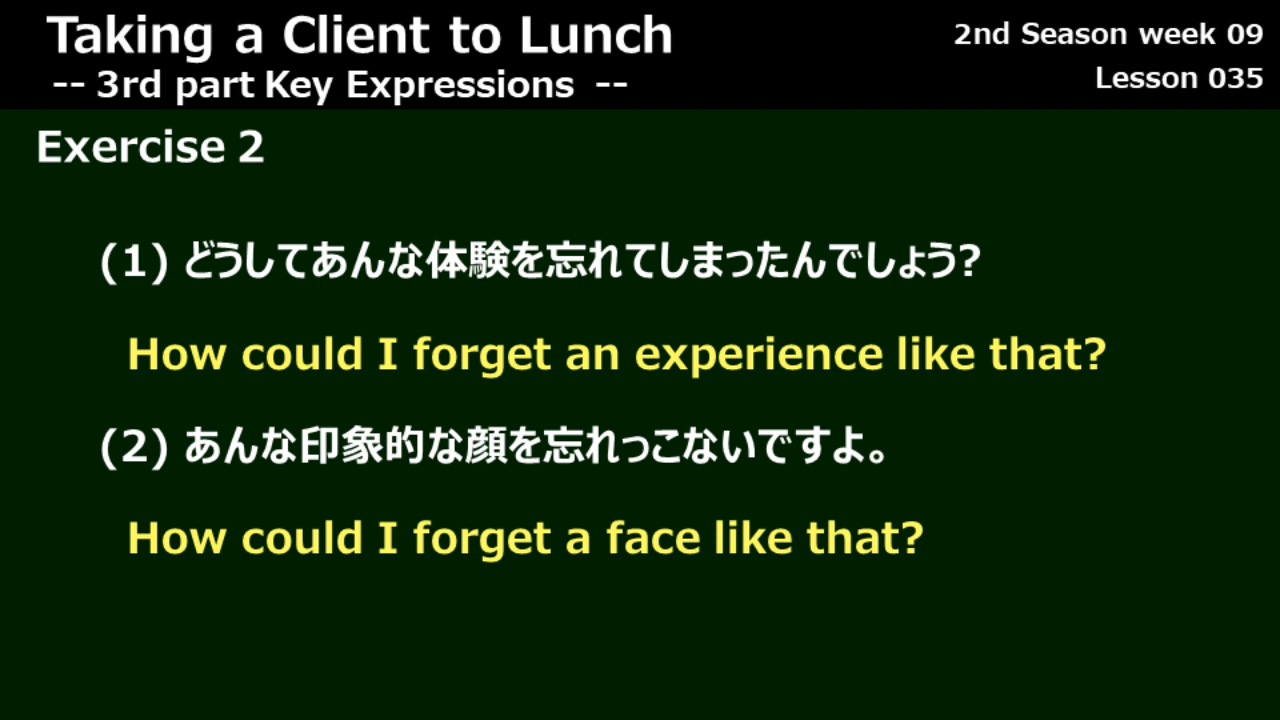 Taking a Client to Lunch
2nd Season week 09
-- 3rd part Key Expressions --
Lesson 035
Exercise 2
(1) どうしてあんな体験を忘れてしまったんでしょう?
How could I forget an experience like that?
(2) あんな印象的な顔を忘れっこないですよ。
How could I forget a face like that?